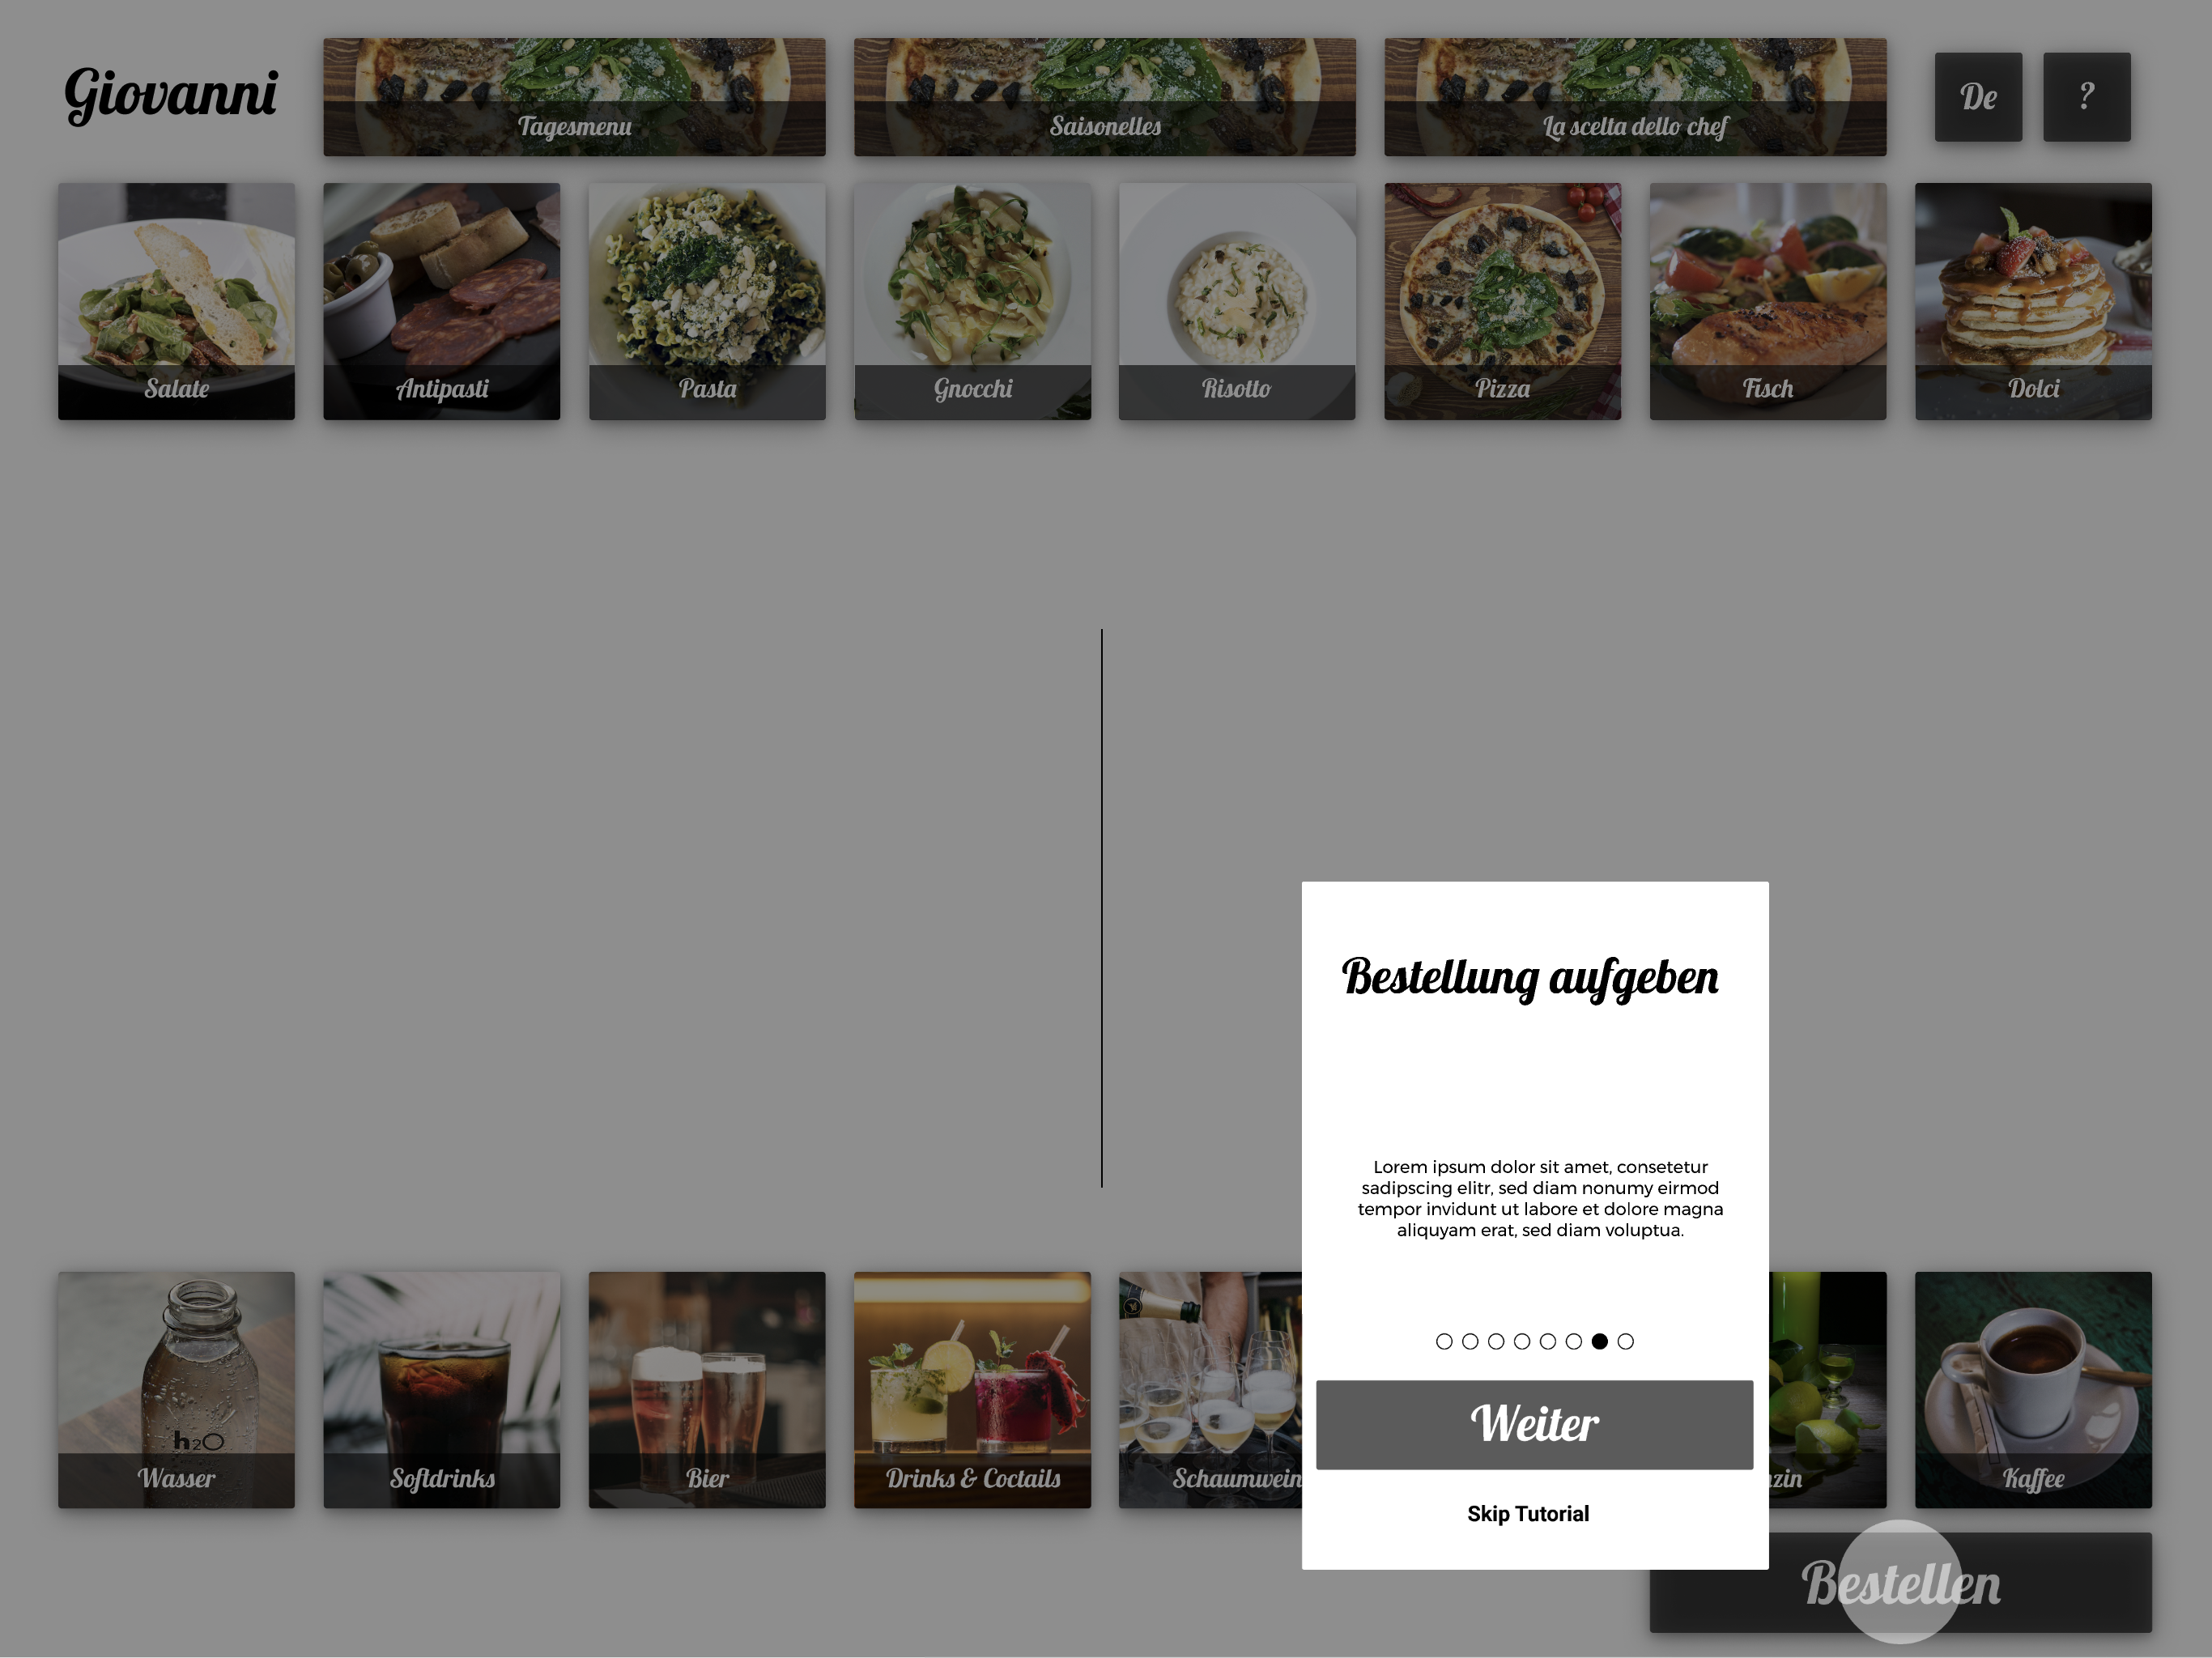 Giovanni
Tagesmenu
Saisonelles
La scelta dello chef
De
?
Salate
Antipasti
Pasta
Gnocchi
Risotto
Pizza
Fisch
Dolci
Bestellung aufgeben
Lorem ipsum dolor sit amet, consetetur
sadipscing elitr, sed diam nonumy eirmod
tempor invidunt ut labore et dolore magna
aliquyam erat, sed diam voluptua.
h2O
Wasser
Softdrinks
Bier
Drinks & Coctails
Schaumwein
zin
Kaffee
Weiter
Skip Tutorial
Bestellen